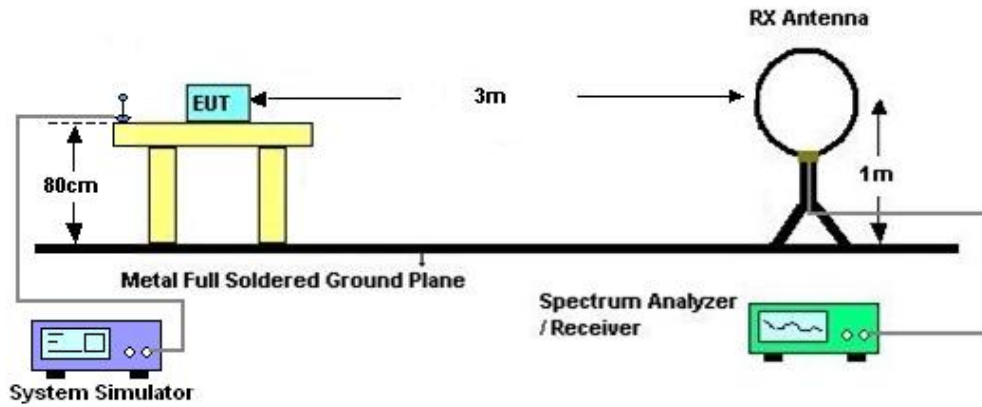 RX Antenna
EUT
3m
80cm
1m
Metal Full Soldered Ground Plane
Spectrum Analyzer
/ Receiver
System Simulator